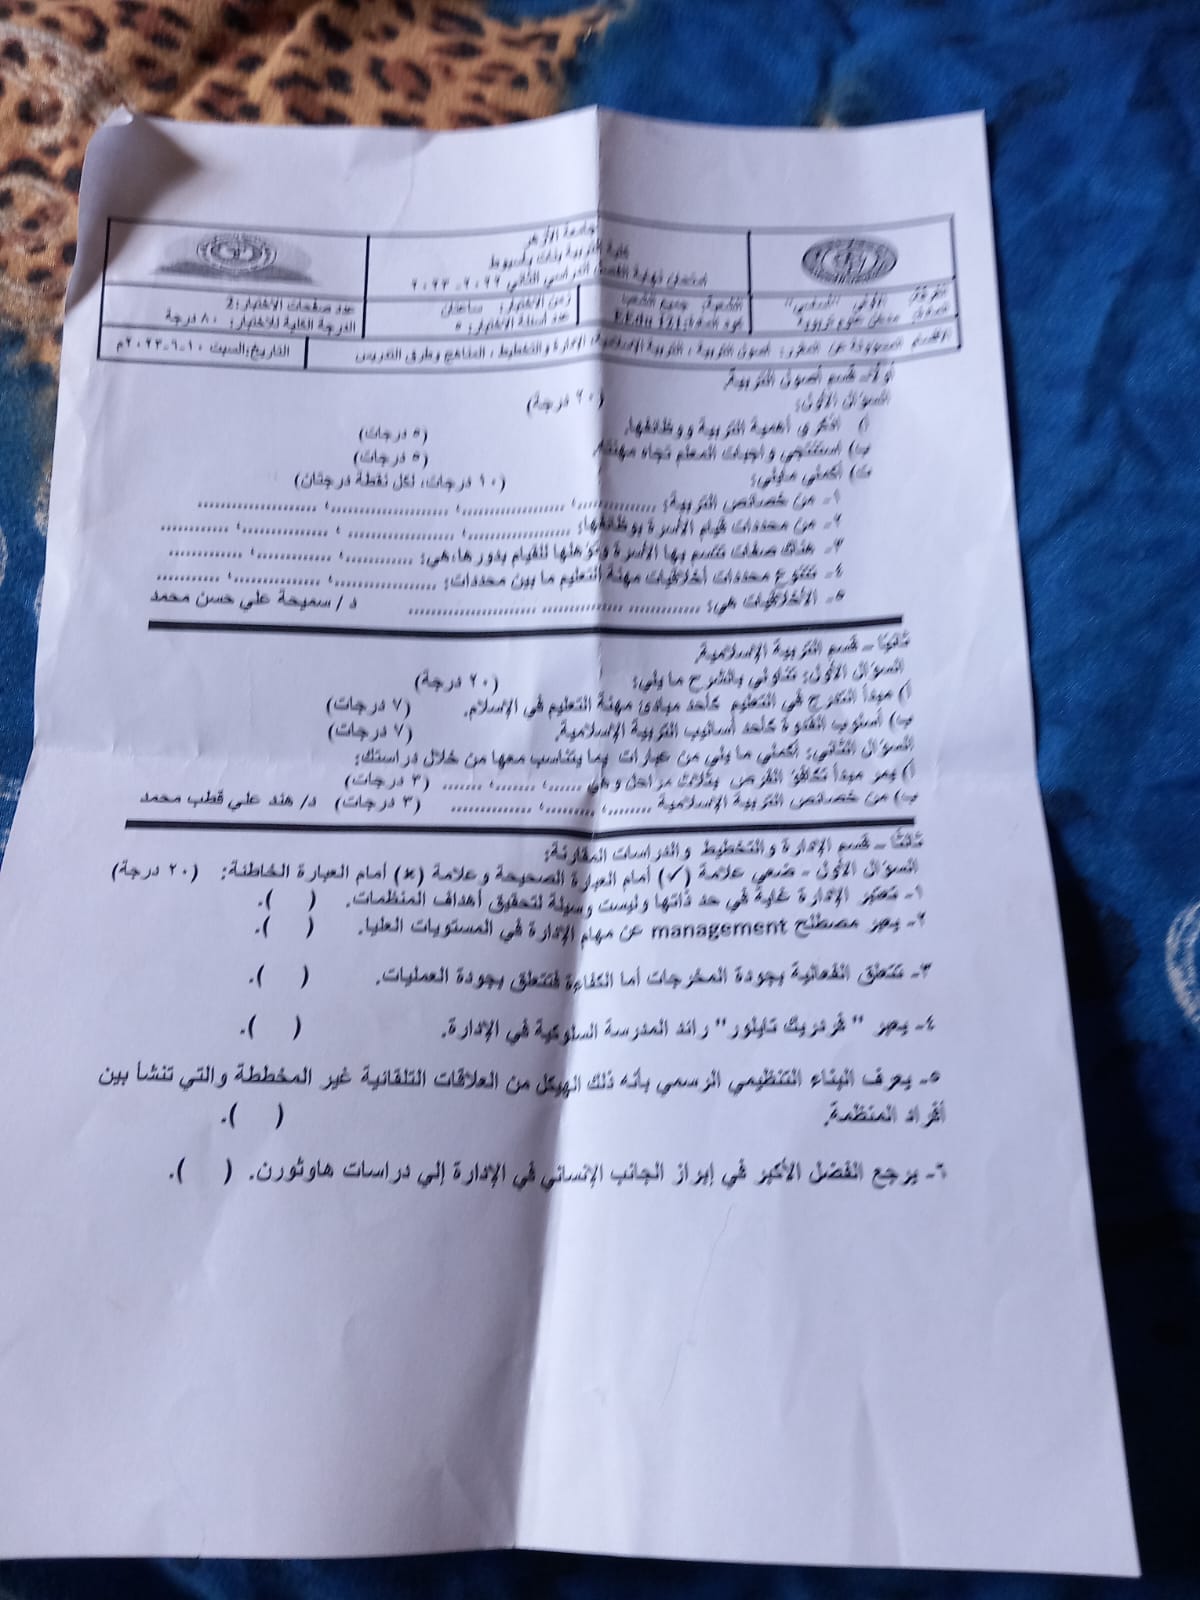 جامعة الأزهر
كلية التربية بنات بأسيوط
امتحان نهاية الفصل الدراسي الثاني ٢٠٢٢-٢٠٢٣
الفرقة: الأولى "شعبي" الشعبة: جميع الشعب زمن الاختبار: ساعتان عدد صفحات الاختبار:2
المادة: مدخل علوم تربوية كود المادة: EEdu 121 عدد أسئلة الاختبار: ٥ الدرجة الكلية للاختبار: ٨٠ درجة
الأقسام المسئولة عن المقرر: أصول التربية، التربية الإسلامية، الإدارة والتخطيط، المناهج وطرق التدريس التاريخ:السبت ١٠-٦-٢٠٢٣م
أولاً- قسم أصول التربية
السؤال الأول: (٢٠ درجة)
أ) اذكري أهمية التربية ووظائفها. (٥ درجات)
ب) استنتجي واجبات المعلم تجاه مهنته. (٥ درجات)
ت) أكملي مايلي: (١٠ درجات، لكل نقطة درجتان)
١- من خصائص التربية: ............، ............، ............، ............
٢- من محددات قيام الأسرة بوظائفها: ............، ............، ............، ............
٣- هناك صفات تتسم بها الأسرة وتؤهلها للقيام بدورها،هي: ............، ............، ............
٤- تتنوع محددات أخلاقيات مهنة التعليم ما بين محددات: ............، ............، ............
٥- الأخلاقيات هي: ............ ............ ............ د/ سميحة علي حسن محمد
ثانيا – قسم التربية الإسلامية
السؤال الأول: تناولي بالشرح ما يلي: (٢٠ درجة)
أ) مبدأ التدرج في التعليم كأحد مبادئ مهنة التعليم في الإسلام. (٧ درجات)
ب) أسلوب القدوة كأحد أساليب التربية الإسلامية. (٧ درجات)
السؤال الثاني: أكملي ما يلي من عبارات بما يتناسب معها من خلال دراستك:
أ) يمر مبدأ تكافؤ الفرص بثلاث مراحل وهي ......، ......، ...... (٣ درجات)
ب) من خصائص التربية الإسلامية ......، ......، ............ (٣ درجات) د/ هند علي قطب محمد
ثالثًا – قسم الإدارة والتخطيط والدراسات المقارنة:
السؤال الأول - ضعي علامة (✓) أمام العبارة الصحيحة وعلامة (×) أمام العبارة الخاطئة: (٢٠ درجة)
١- تعتبر الإدارة غاية في حد ذاتها وليست وسيلة لتحقيق أهداف المنظمات. ( ).
٢- يعبر مصطلح management عن مهام الإدارة في المستويات العليا. ( ).
٣- تتعلق الفعالية بجودة المخرجات أما الكفاءة فتتعلق بجودة العمليات. ( ).
٤- يعتبر "فردريك تايلور" رائد المدرسة السلوكية في الإدارة. ( ).
٥- يعرف البناء التنظيمي الرسمي بأنه ذلك الهيكل من العلاقات التلقائية غير المخططة والتي تنشأ بين
أفراد المنظمة. ( ).
٦- يرجع الفضل الأكبر في إبراز الجانب الإنساني في الإدارة إلي دراسات هاوثورن. ( ).